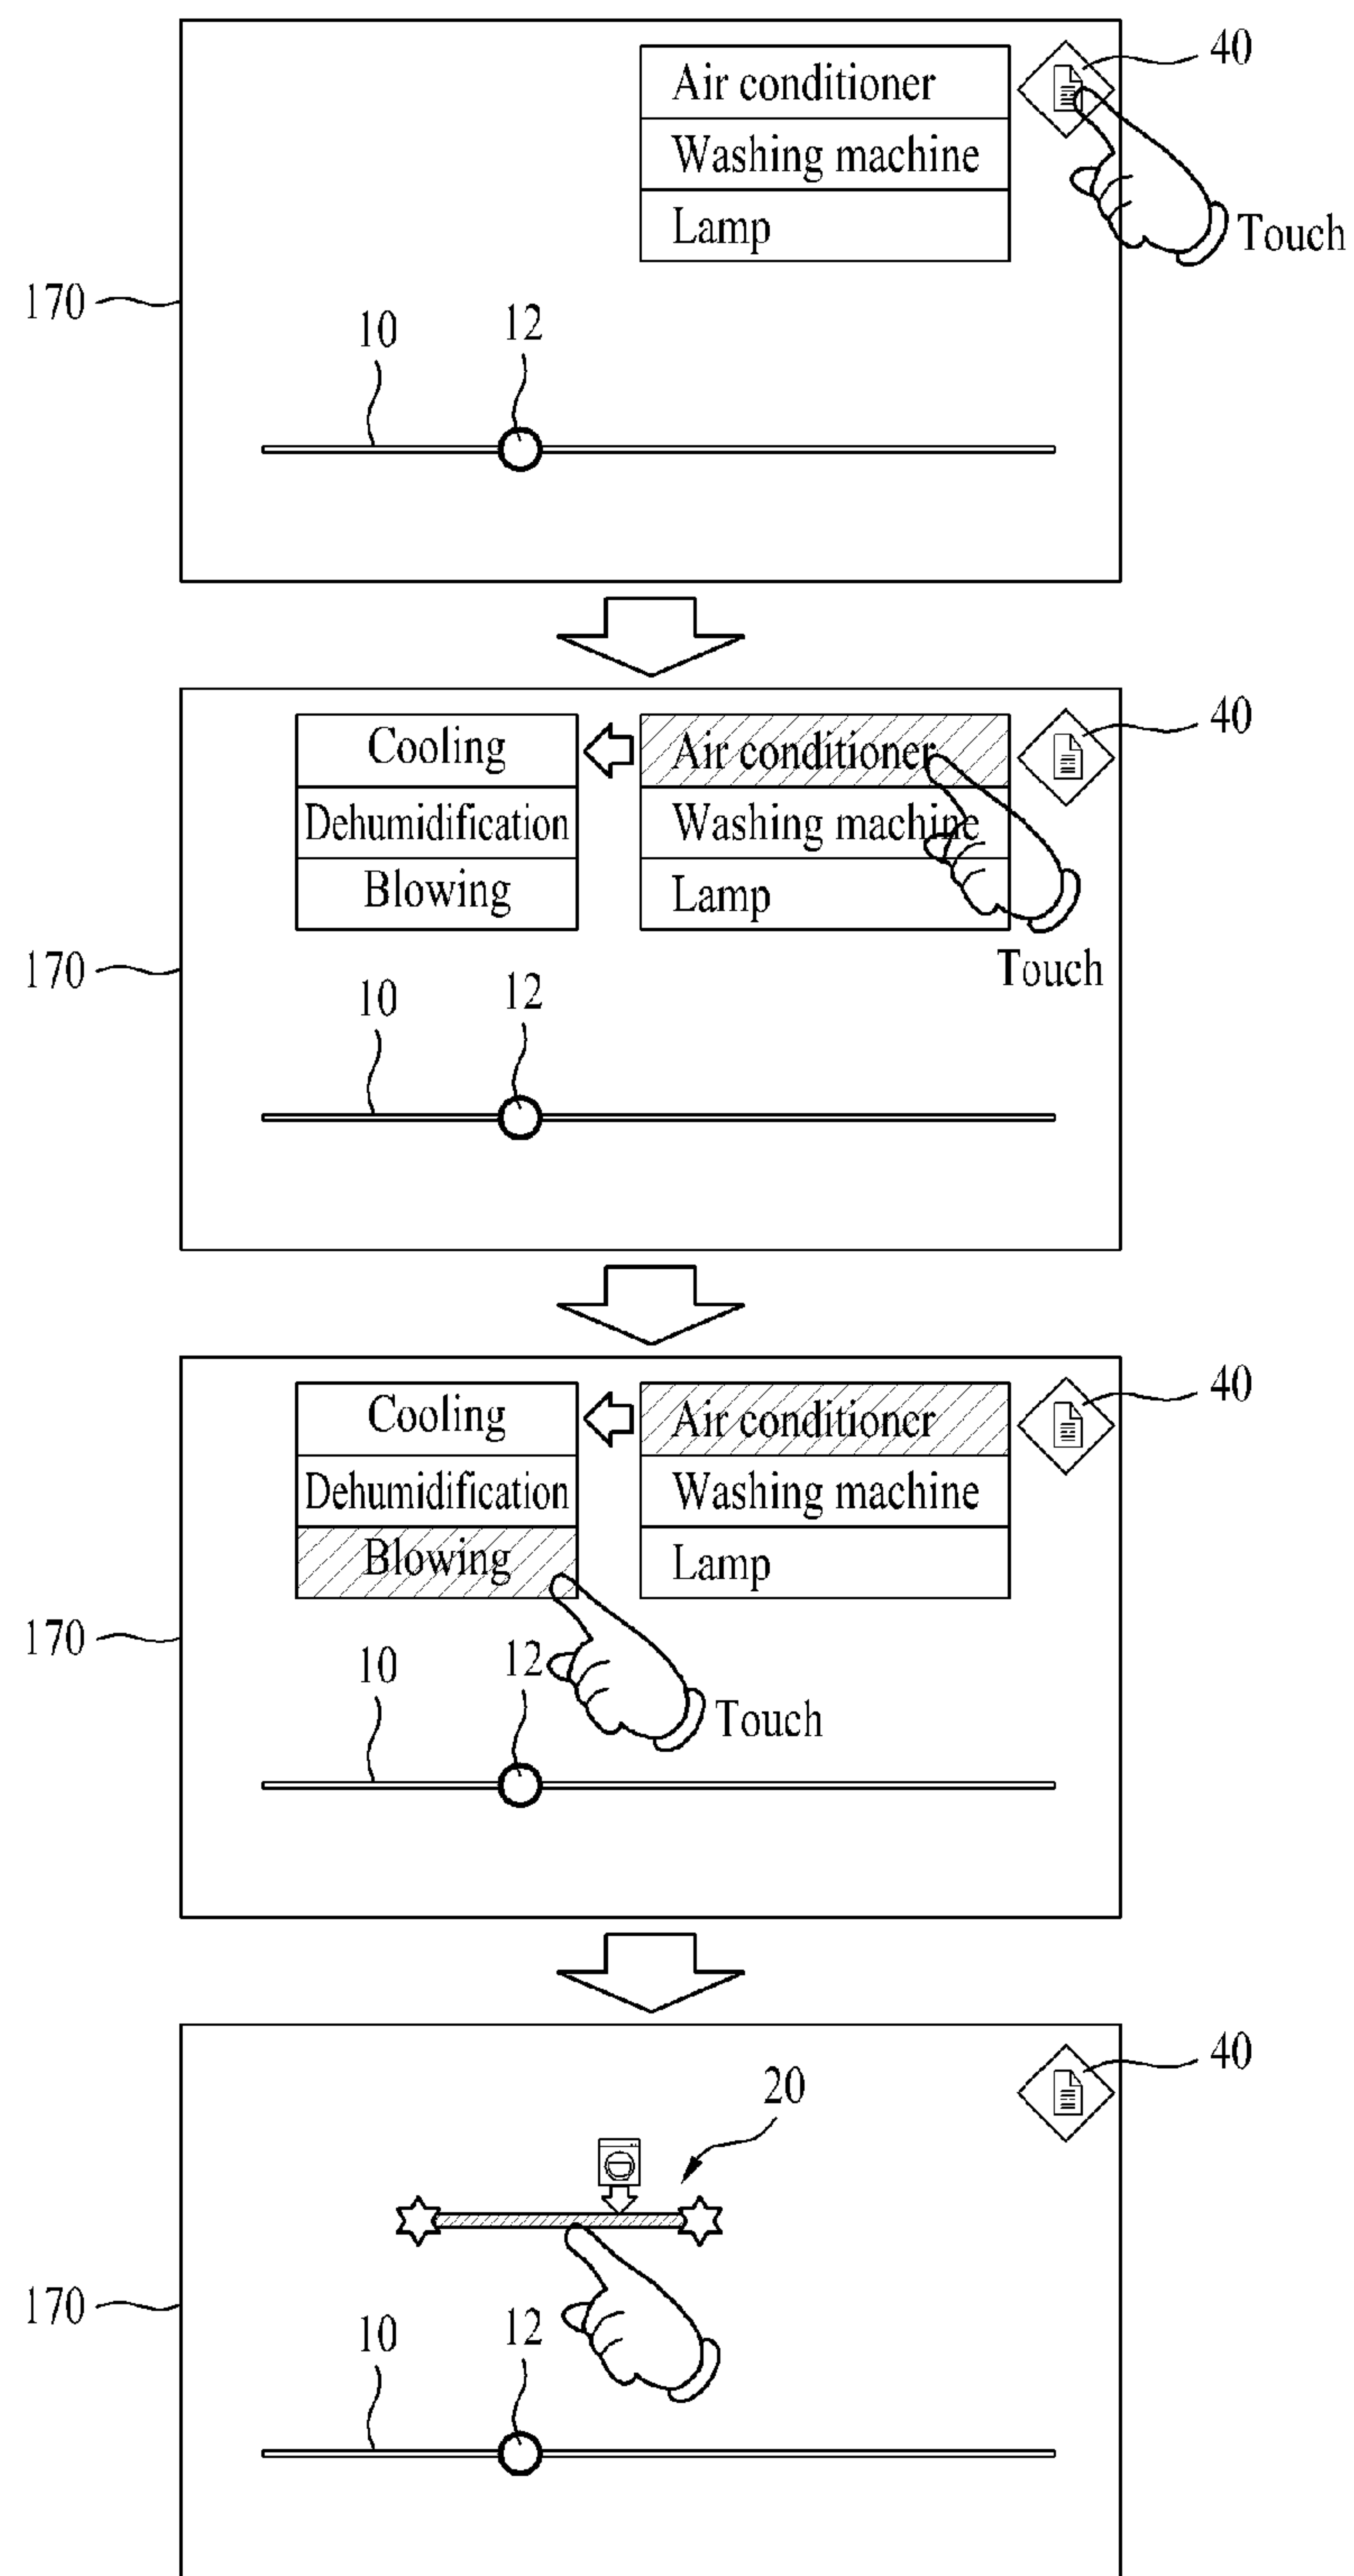 40
Air conditioner
Washing machine
Lamp
Touch
170
10
12
40
Cooling
Air conditioner
Dehumidification
Washing machine
Blowing
Lamp
Touch
170
10
12
40
Cooling
Air conditioner
Dehumidification
Washing machine
Blowing
Lamp
170
10
12
Touch
40
20
170
10
12